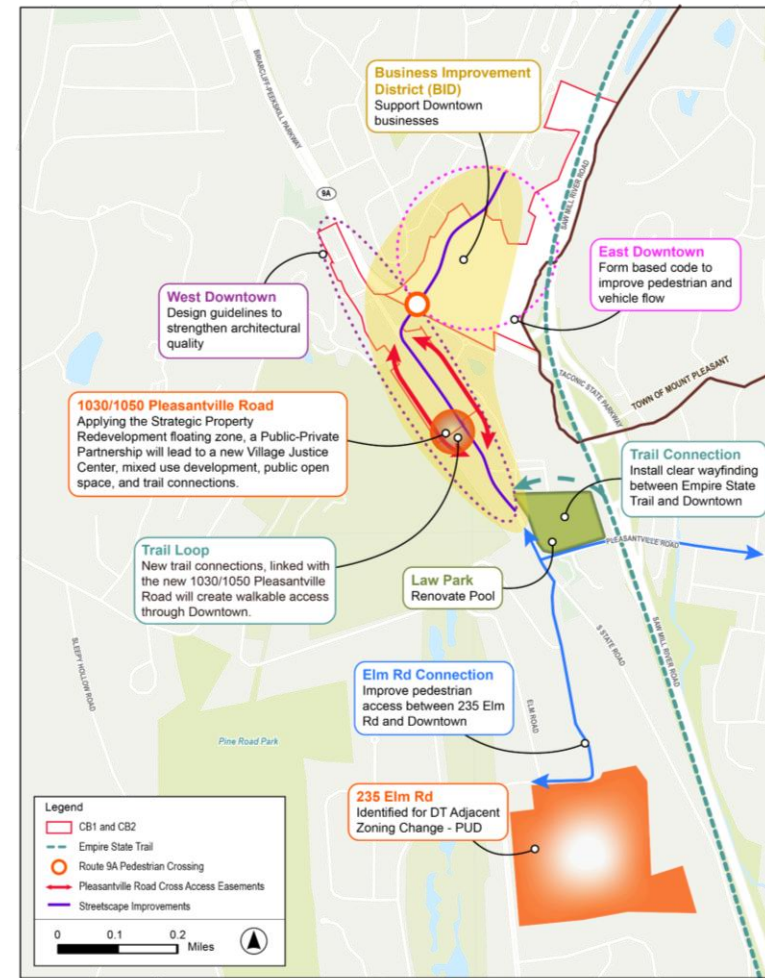 BRIARCLIFF-PEEKSKILL PARKWAY
9A
Business Improvement
District (BID)
Support Downtown
businesses
SAW MILL RIVER ROAD
East Downtown
Form based code to
improve pedestrian and
vehicle flow
West Downtown
Design guidelines to
strengthen architectural
quality
TACONIC STATE PARKWAY
TOWN OF MOUNT PLEASANT
1030/1050 Pleasantville Road
Applying the Strategic Property
Redevelopment floating zone, a Public-Private
Partnership will lead to a new Village Justice
Center, mixed use development, public open
space, and trail connections.
Trail Connection
Install clear wayfinding
between Empire State
Trail and Downtown
PLEASANTVILLE ROAD
Trail Loop
New trail connections, linked with
the new 1030/1050 Pleasantville
Road will create walkable access
through Downtown.
Law Park
Renovate Pool
SLEEPY HOLLOW ROAD
S STATE ROAD
SAW MILL RIVER ROAD
Elm Rd Connection
Improve pedestrian
access between 235 Elm
Rd and Downtown
ELM ROAD
Pine Road Park
235 Elm Rd
Identified for DT Adjacent
Zoning Change - PUD
Legend
CB1 and CB2
Empire State Trail
Route 9A Pedestrian Crossing
Pleasantville Road Cross Access Easements
Streetscape Improvements
0 0.1 0.2
Miles